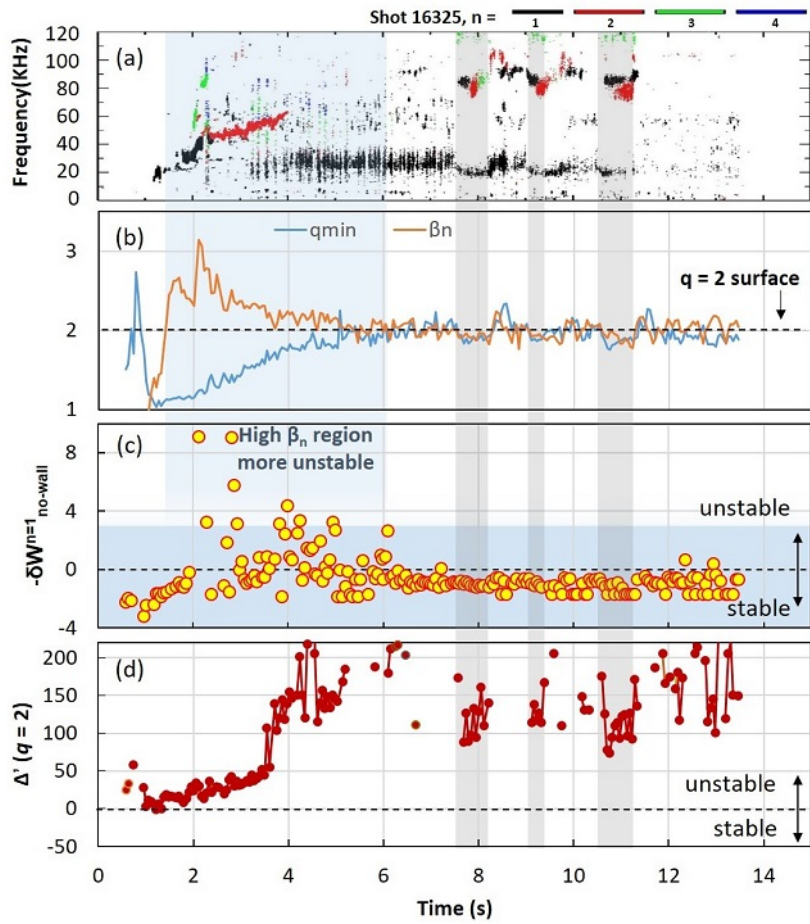 Shot 16325, n =
1 2 3 4
Frequency(KHz)
120
100
80
60
40
20
0
(a)
(b)
qmin βn
q = 2 surface
3
2
1
(c)
High βn region
more unstable
-δWⁿ⁼¹no-wall
8
4
0
-4
unstable
stable
(d)
Δ' (q = 2)
200
150
100
50
0
-50
unstable
stable
0 2 4 6 8 10 12 14
Time (s)